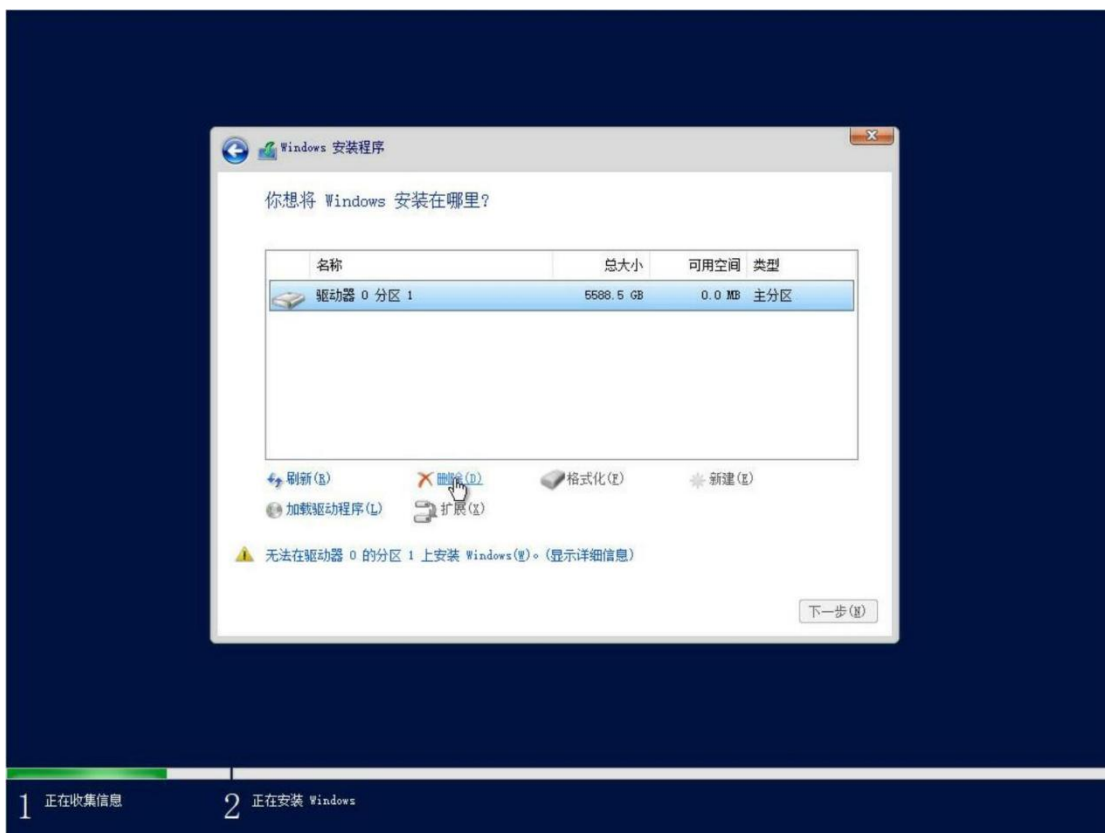 Windows 安装程序
你想将 Windows 安装在哪里?
名称 总大小 可用空间 类型
驱动器 0 分区 1 5588.5 GB 0.0 MB 主分区
刷新(R) 删除(D) 格式化(F) 新建(E)
加载驱动程序(L) 扩展(X)
无法在驱动器 0 的分区 1 上安装 Windows(W)。(显示详细信息)
下一步(N)
1 正在收集信息 2 正在安装 Windows